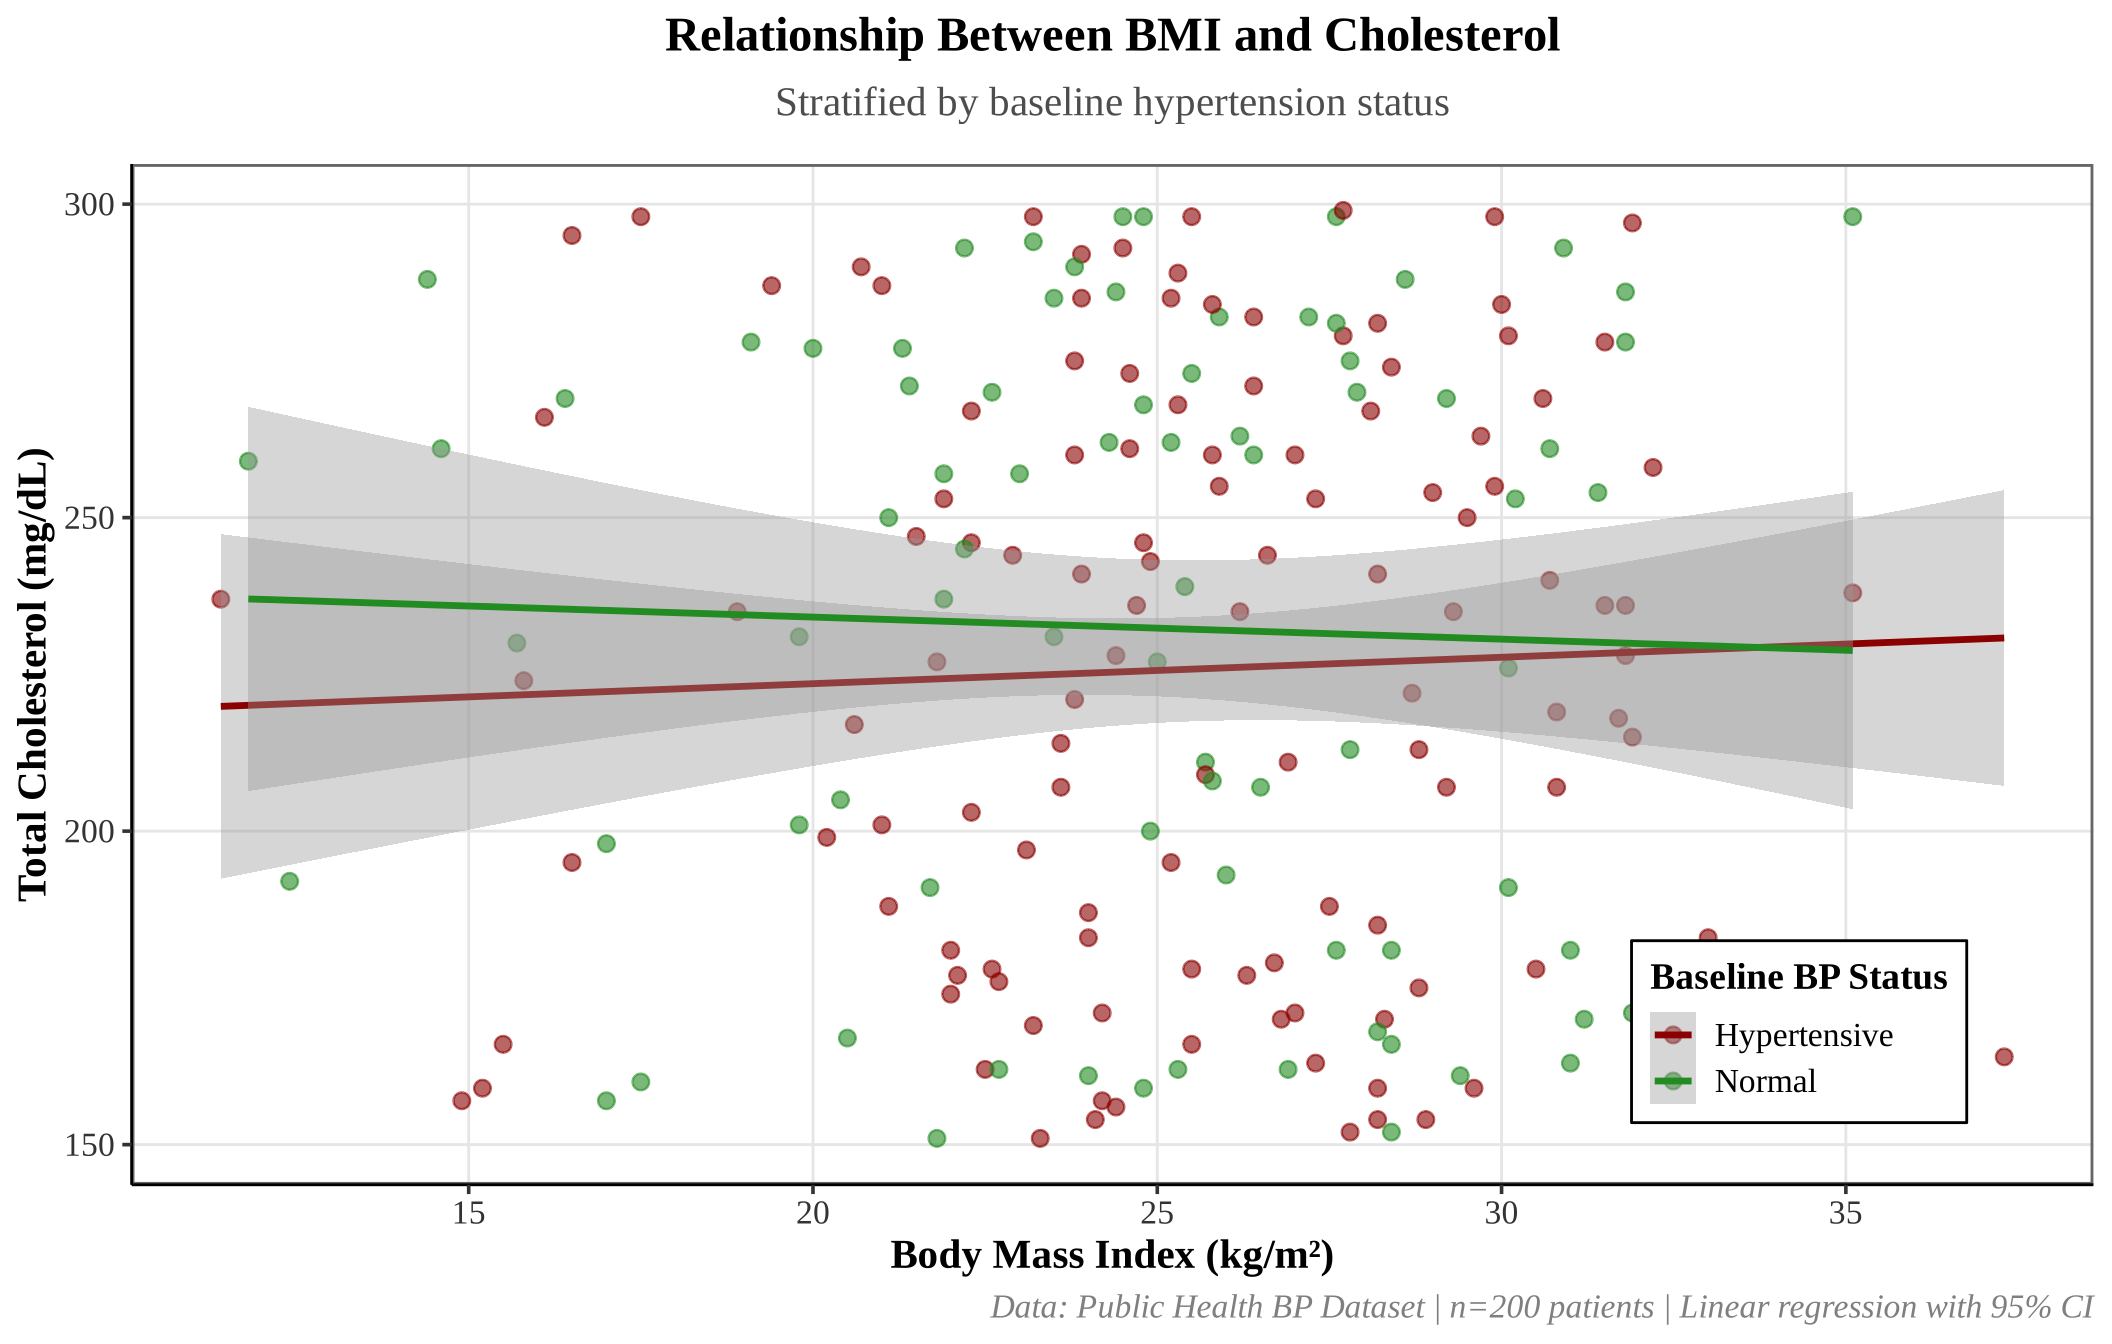 Relationship Between BMI and Cholesterol
Stratified by baseline hypertension status
Total Cholesterol (mg/dL)
300
250
200
150
Baseline BP Status
Hypertensive
Normal
15
20
25
30
35
Body Mass Index (kg/m²)
Data: Public Health BP Dataset | n=200 patients | Linear regression with 95% CI